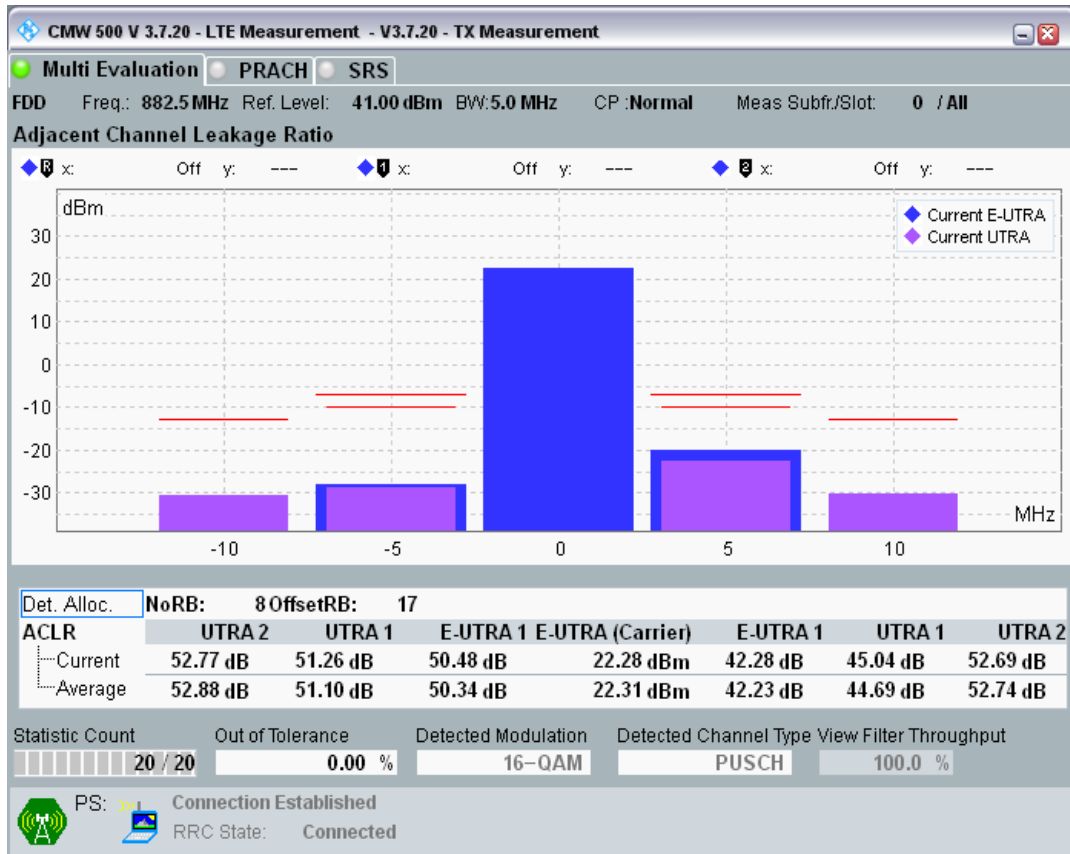 CMW 500 V 3.7.20 - LTE Measurement - V3.7.20 - TX Measurement
Multi Evaluation PRACH SRS
FDD Freq.: 882.5 MHz Ref. Level: 41.00 dBm BW:5.0 MHz CP :Normal Meas Subfr./Slot: 0 / All
Adjacent Channel Leakage Ratio
R x: Off y: --- 1 x: Off y: --- 2 x: Off y: ---
dBm
Current E-UTRA
Current UTRA
30
20
10
0
-10
-20
-30
MHz
-10 -5 0 5 10
Det. Alloc. NoRB: 8 OffsetRB: 17
ACLR UTRA 2 UTRA 1 E-UTRA 1 E-UTRA (Carrier) E-UTRA 1 UTRA 1 UTRA 2
Current 52.77 dB 51.26 dB 50.48 dB 22.28 dBm 42.28 dB 45.04 dB 52.69 dB
Average 52.88 dB 51.10 dB 50.34 dB 22.31 dBm 42.23 dB 44.69 dB 52.74 dB
Statistic Count Out of Tolerance Detected Modulation Detected Channel Type View Filter Throughput
20 / 20 0.00 % 16-QAM PUSCH 100.0 %
PS: Connection Established
RRC State: Connected